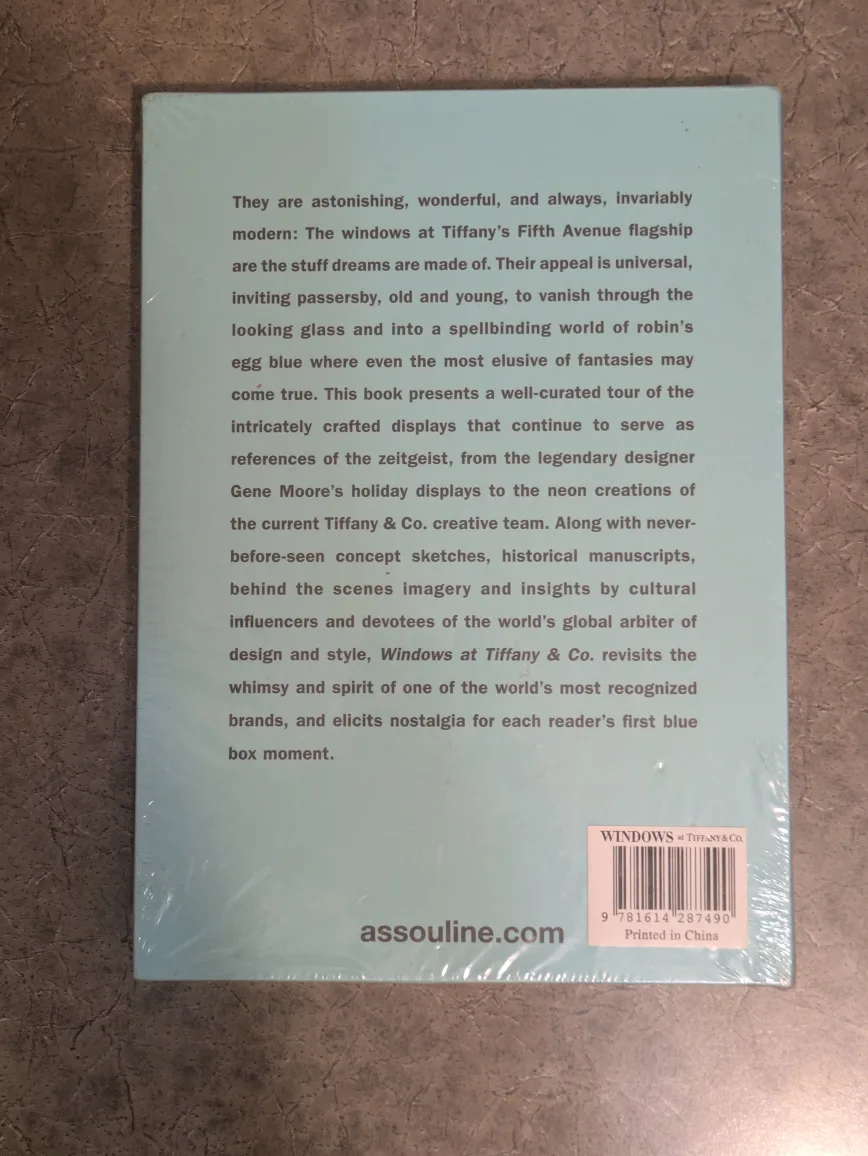 They are astonishing, wonderful, and always, invariably
modern: The windows at Tiffany's Fifth Avenue flagship
are the stuff dreams are made of. Their appeal is universal,
inviting passersby, old and young, to vanish through the
looking glass and into a spellbinding world of robin's
egg blue where even the most elusive of fantasies may
come true. This book presents a well-curated tour of the
intricately crafted displays that continue to serve as
references of the zeitgeist, from the legendary designer
Gene Moore's holiday displays to the neon creations of
the current Tiffany & Co. creative team. Along with never-
before-seen concept sketches, historical manuscripts,
behind the scenes imagery and insights by cultural
influencers and devotees of the world's global arbiter of
design and style, Windows at Tiffany & Co. revisits the
whimsy and spirit of one of the world's most recognized
brands, and elicits nostalgia for each reader's first blue
box moment.
assouline.com
WINDOWS at TIFFANY & CO.
9 781614 287490
Printed in China